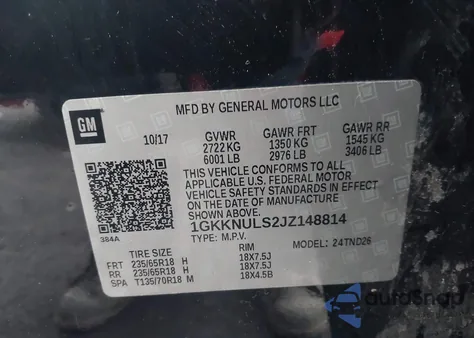 MFD BY GENERAL MOTORS LLC
GM
10/17 GVWR GAWR FRT GAWR RR
2722 KG 1350 KG 1545 KG
6001 LB 2976 LB 3406 LB
THIS VEHICLE CONFORMS TO ALL
APPLICABLE U.S. FEDERAL MOTOR
VEHICLE SAFETY STANDARDS IN EFFECT
ON THE DATE OF MANUFACTURE
SHOWN ABOVE.
1GKKNULS2JZ148814
384A
TYPE: M.P.V. MODEL: 24TND26
TIRE SIZE RIM
FRT 235/65R18 H 18X7.5J
RR 235/65R18 H 18X7.5J
SPA T135/70R18 M 18X4.5B
AutoSnap